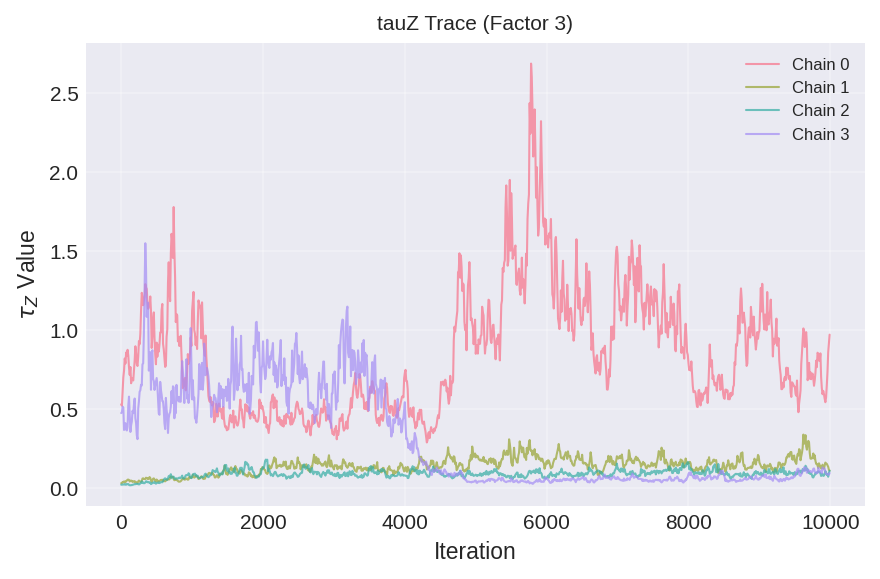 tauZ Trace (Factor 3)
Chain 0
Chain 1
Chain 2
Chain 3
2.5
2.0
1.5
1.0
0.5
0.0
τZ Value
0 2000 4000 6000 8000 10000
Iteration